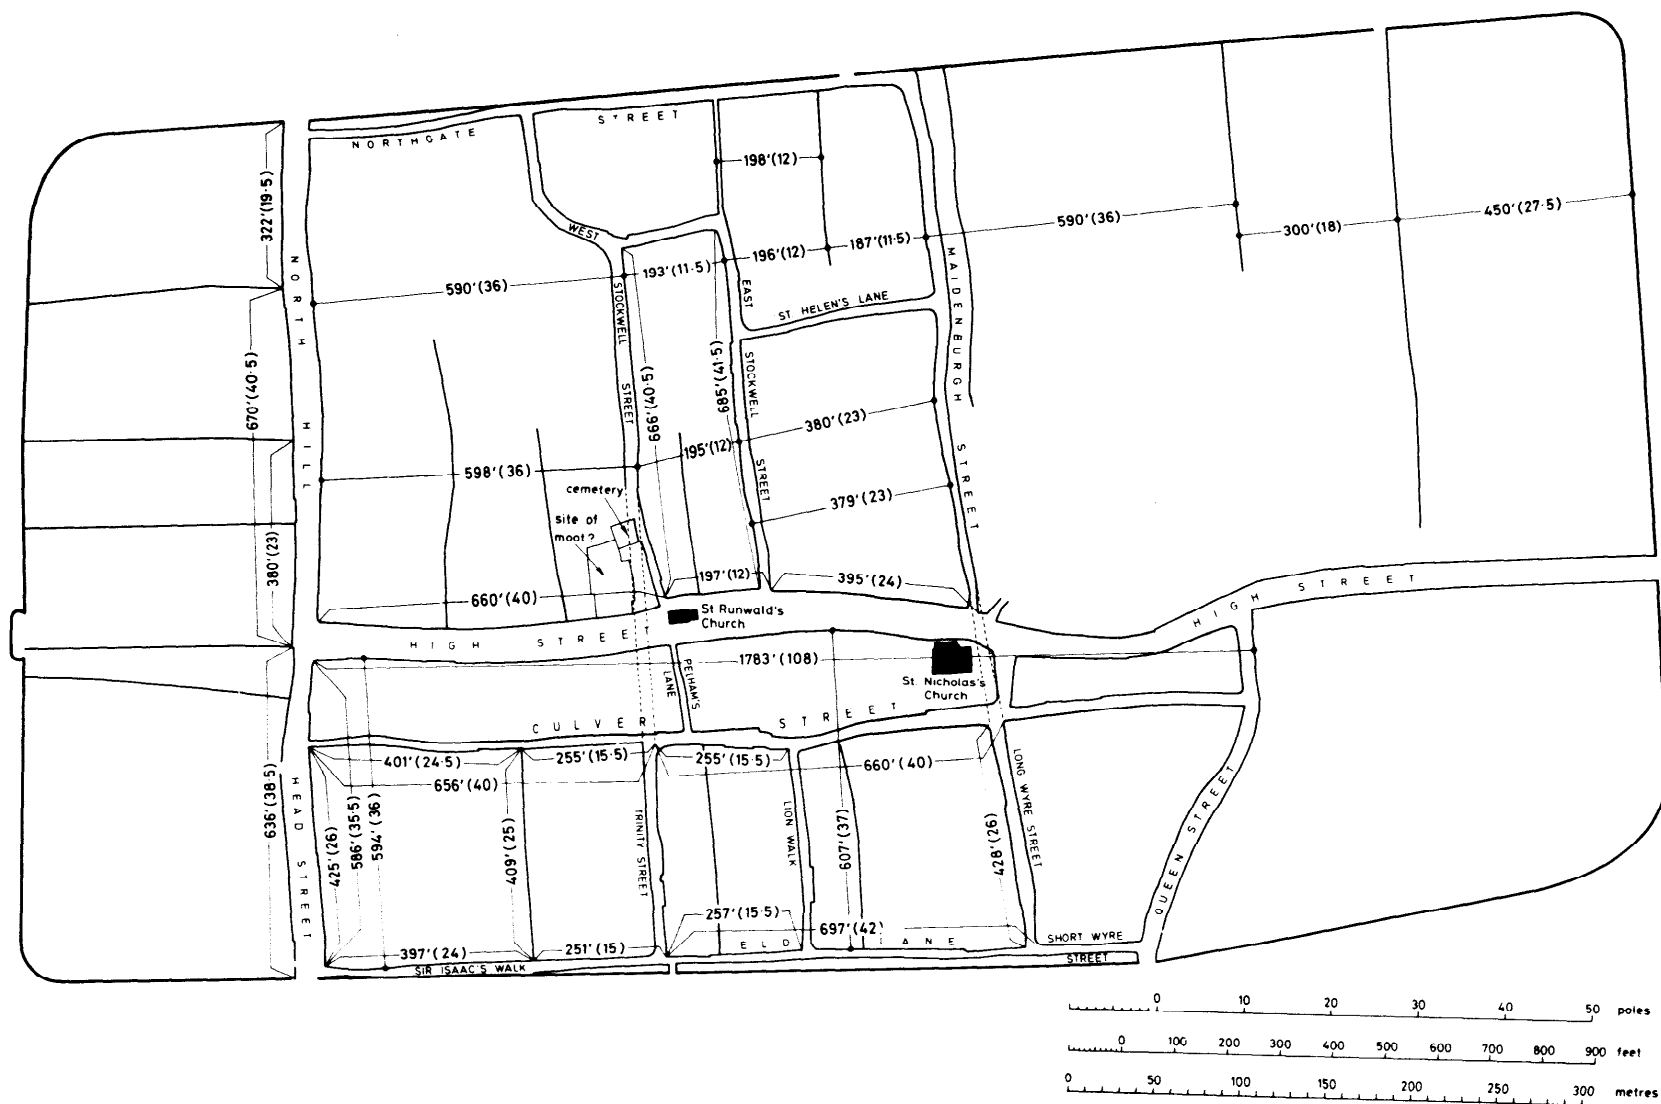 NORTHGATE STREET
198'(12)
322'(19·5)
450'(27·5)
590'(36)
300'(18)
WEST
193'(11·5)
196'(12)
187'(11·5)
590'(36)
NORTH HILL
STOCKWELL STREET
EAST STOCKWELL STREET
ST HELEN'S LANE
MAIDENBURGH STREET
670'(40·5)
666'(40·5)
685'(41·5)
380'(23)
195'(12)
598'(36)
379'(23)
cemetery
site of
moot?
380'(23)
197'(12)
395'(24)
660'(40)
HIGH STREET
St Runwald's
Church
HIGH STREET
1783'(108)
PELHAM'S
LANE
St. Nicholas's
Church
CULVER STREET
401'(24·5)
255'(15·5)
255'(15·5)
656'(40)
660'(40)
636'(38·5)
HEAD STREET
425'(26)
586'(35·5)
594'(36)
409'(25)
TRINITY STREET
LION WALK
607'(37)
428'(26)
LONG WYRE STREET
QUEEN STREET
257'(15·5)
697'(42)
397'(24)
251'(15)
ELD LANE
SHORT WYRE
STREET
SIR ISAAC'S WALK
0 10 20 30 40 50 poles
0 100 200 300 400 500 600 700 800 900 feet
0 50 100 150 200 250 300 metres